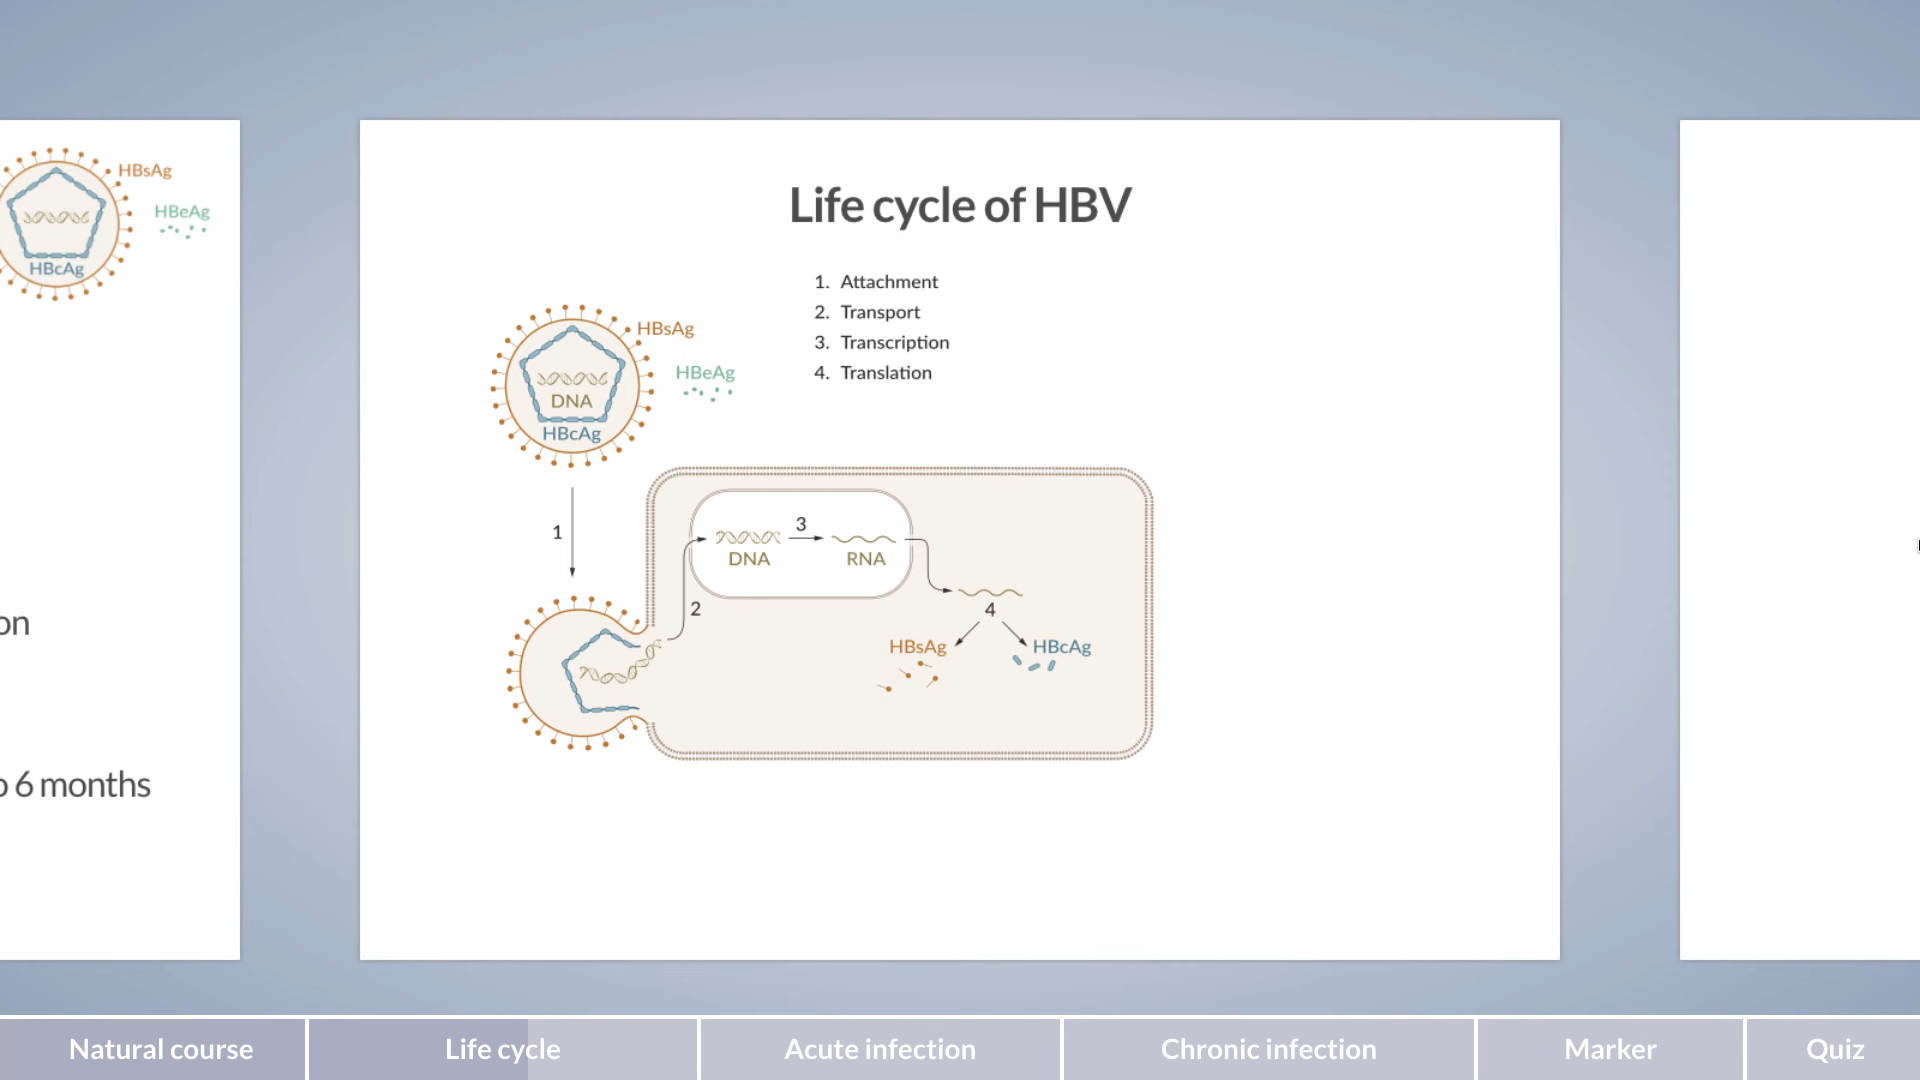 HBsAg
HBeAg
HBcAg
on
6 months
Life cycle of HBV
1. Attachment
2. Transport
3. Transcription
4. Translation
HBsAg
HBeAg
DNA
HBcAg
1
3
DNA
RNA
2
4
HBsAg
HBcAg
Natural course
Life cycle
Acute infection
Chronic infection
Marker
Quiz